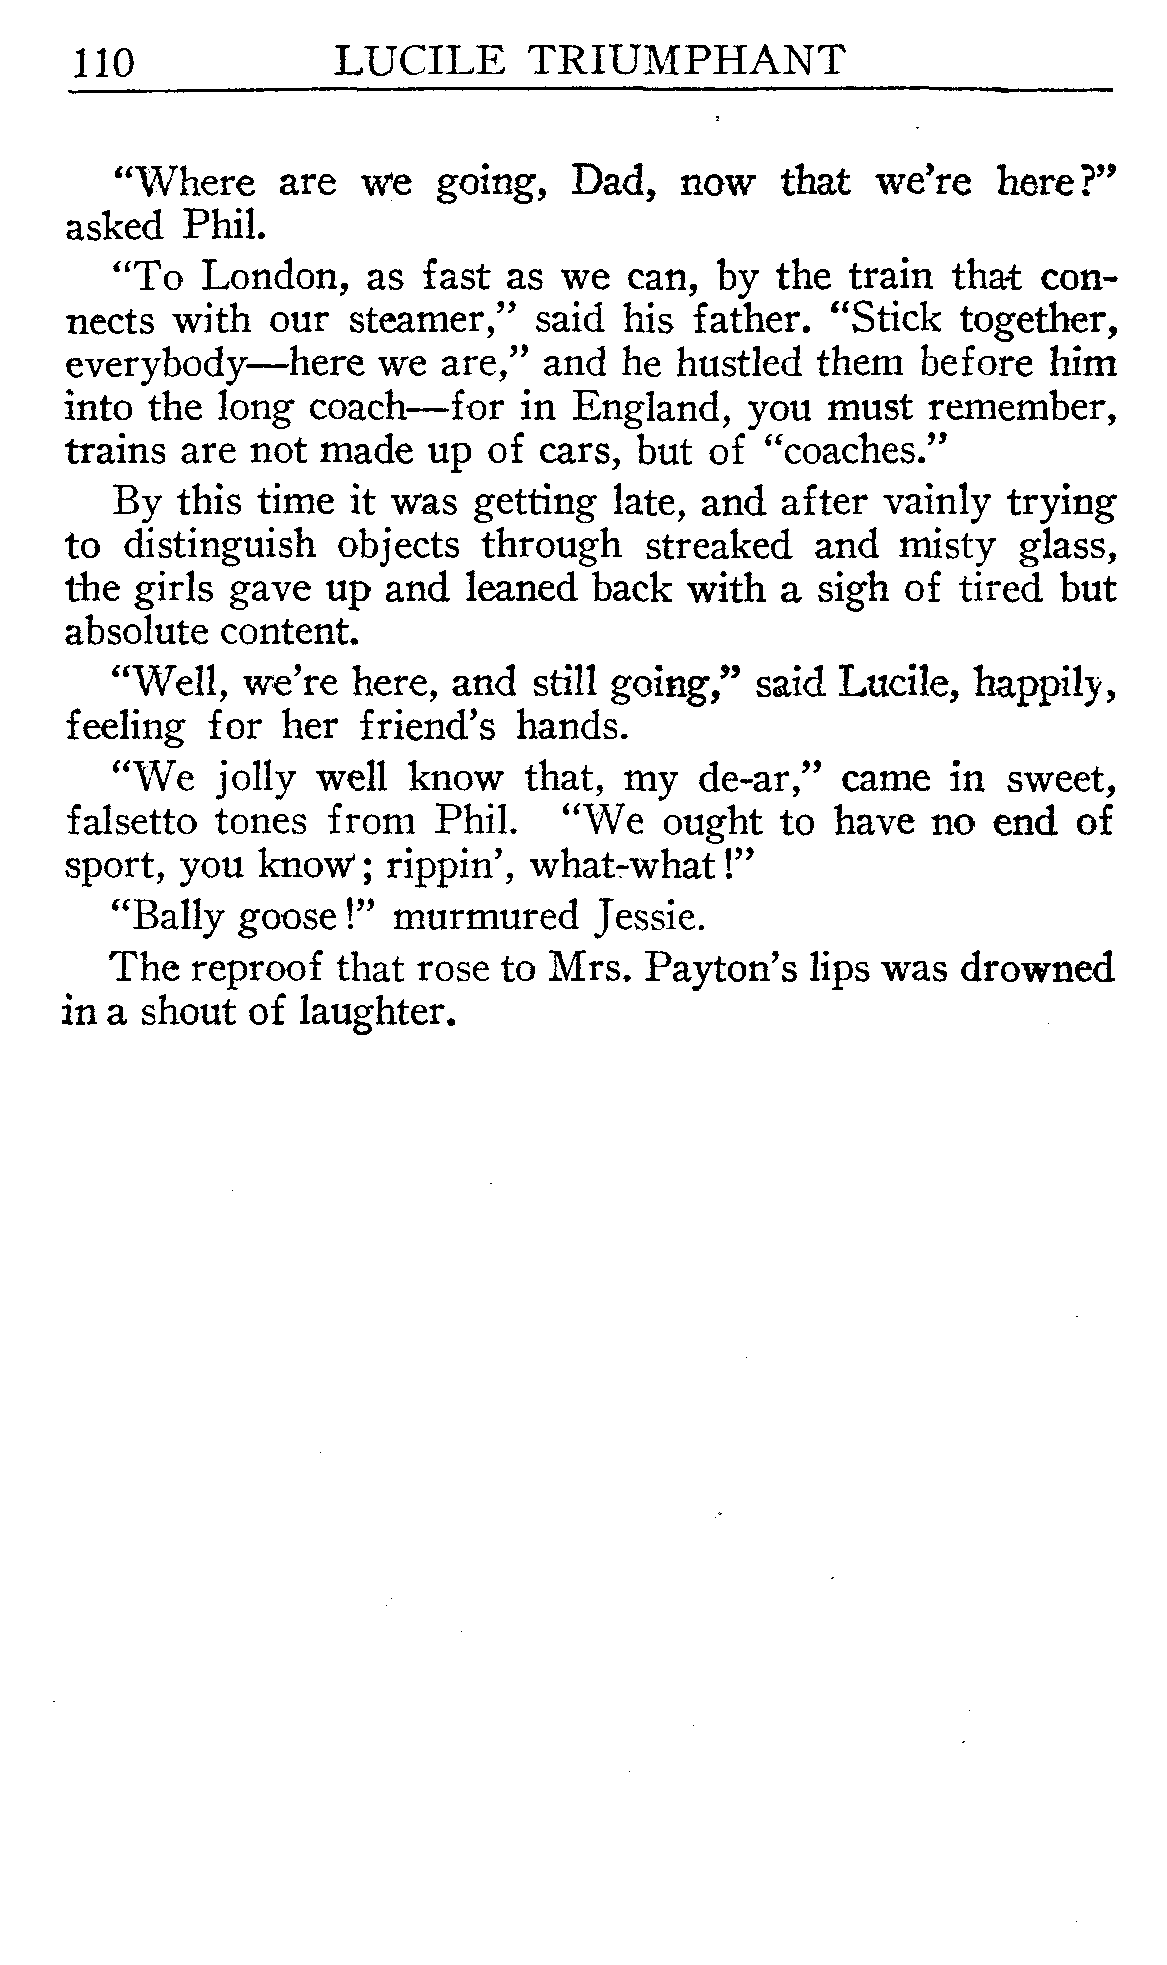 110 LUCILE TRIUMPHANT
“Where are we going, Dad, now that we’re here?”
asked Phil.
“To London, as fast as we can, by the train that con-
nects with our steamer,” said his father. “Stick together,
everybody—here we are,” and he hustled them before him
into the long coach—for in England, you must remember,
trains are not made up of cars, but of “coaches.”
By this time it was getting late, and after vainly trying
to distinguish objects through streaked and misty glass,
the girls gave up and leaned back with a sigh of tired but
absolute content.
“Well, we’re here, and still going,” said Lucile, happily,
feeling for her friend’s hands.
“We jolly well know that, my de-ar,” came in sweet,
falsetto tones from Phil. “We ought to have no end of
sport, you know; rippin’, what-what!”
“Bally goose!” murmured Jessie.
The reproof that rose to Mrs. Payton’s lips was drowned
in a shout of laughter.